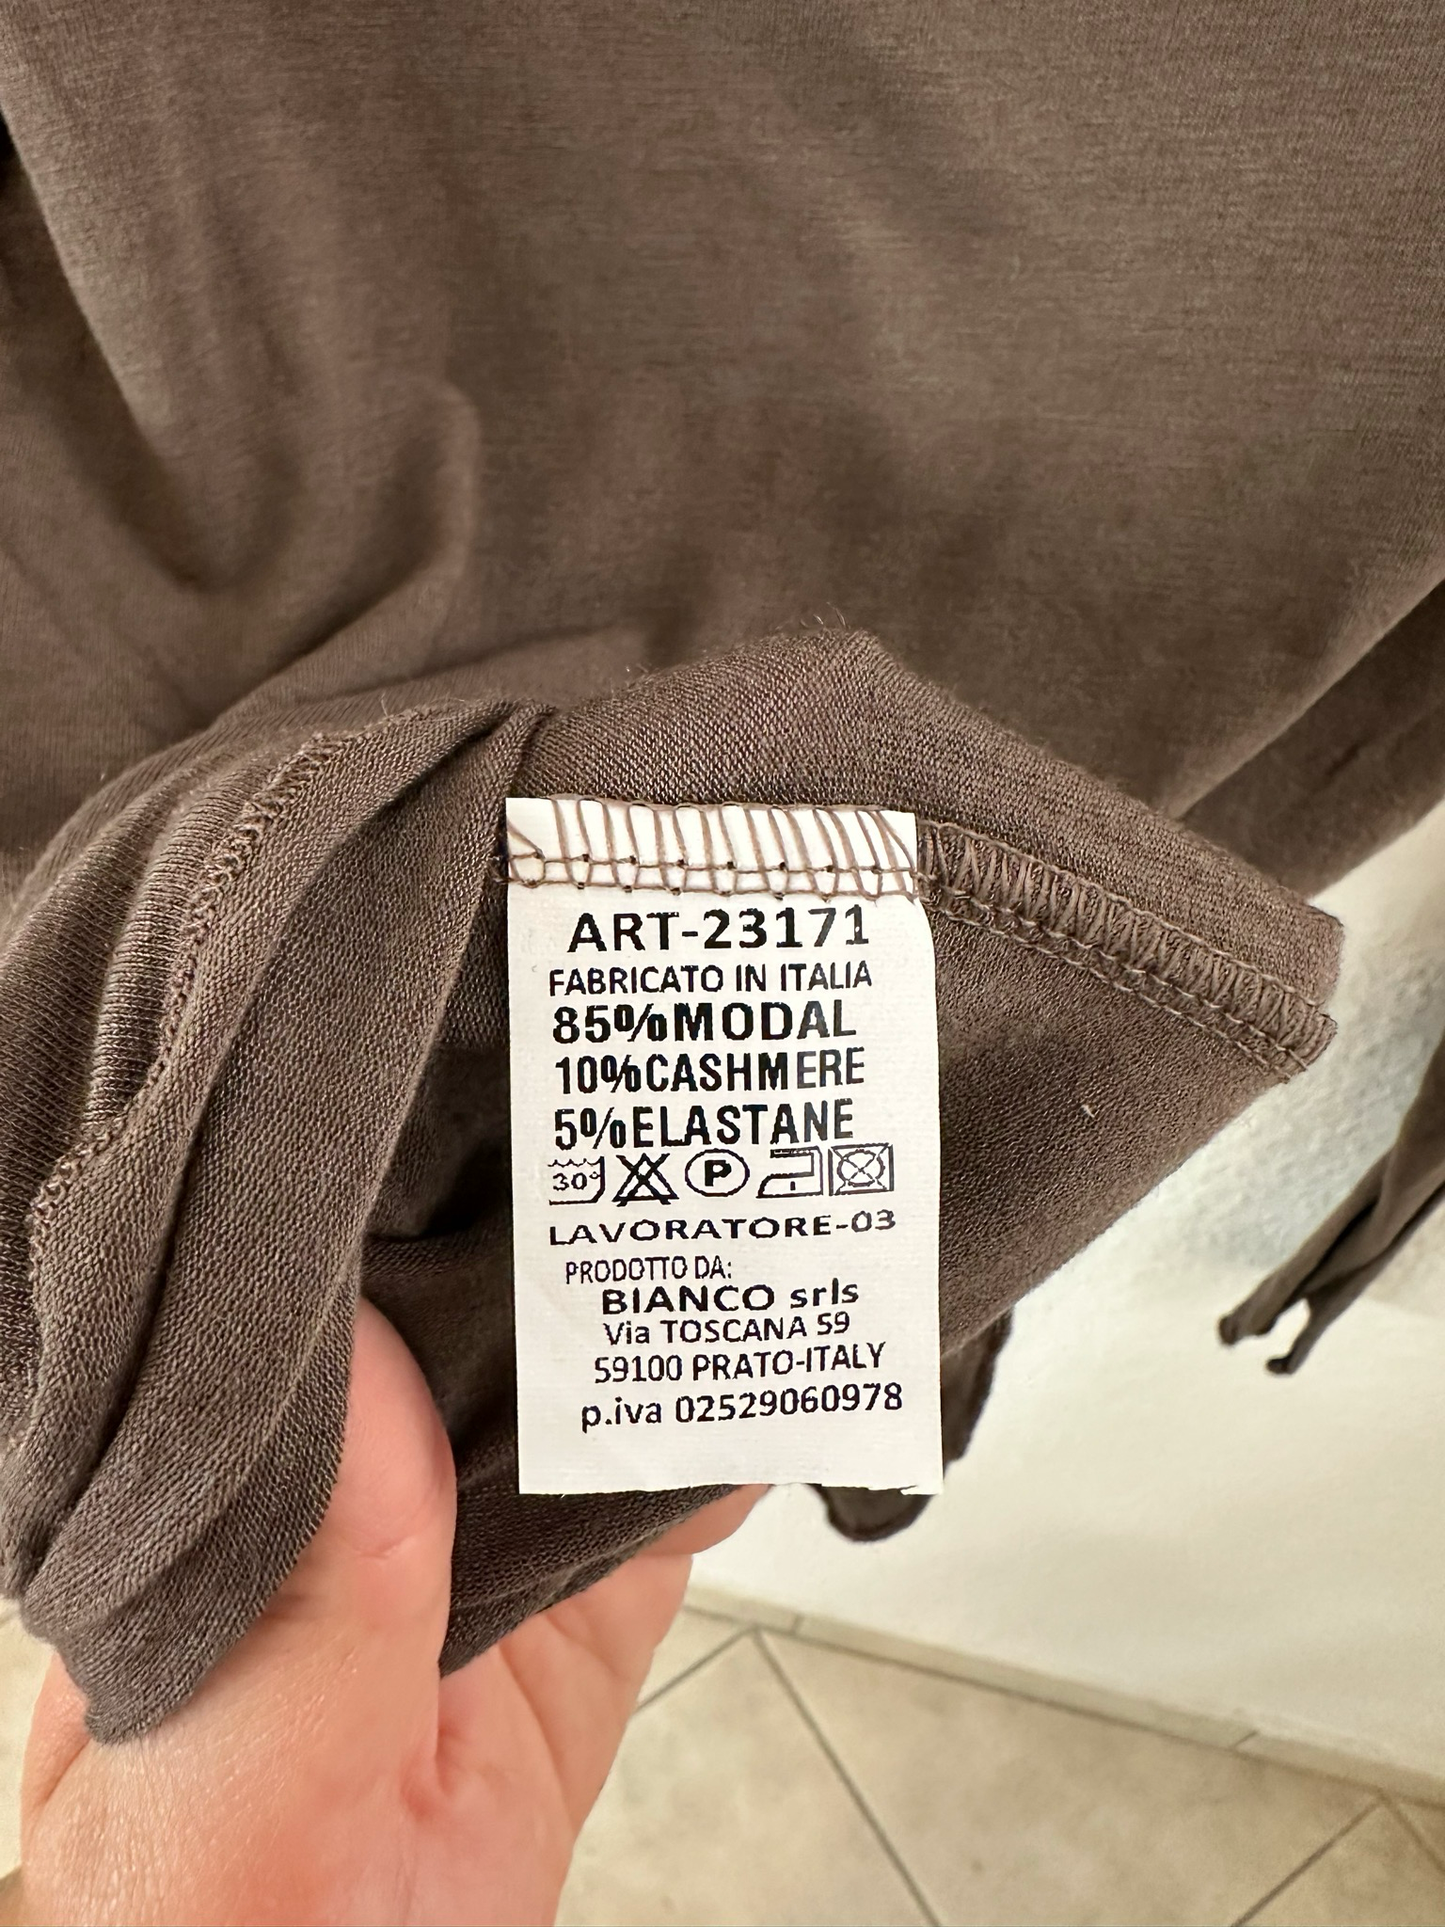 ART-23171
FABRICATO IN ITALIA
85%MODAL
10%CASHMERE
5%ELASTANE
30° P
LAVORATORE-03
PRODOTTO DA:
BIANCO srls
Via TOSCANA 59
59100 PRATO-ITALY
p.iva 02529060978